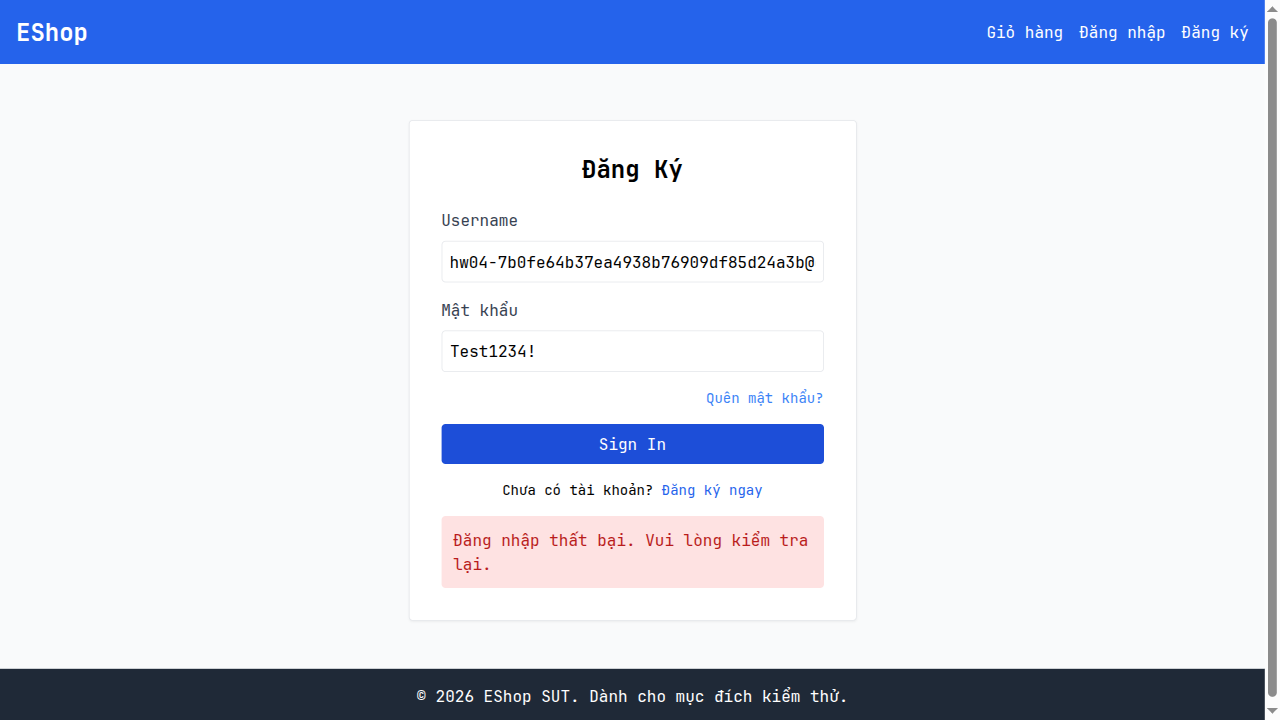 EShop
Giỏ hàng Đăng nhập Đăng ký
Đăng Ký
Username
hw04-7b0fe64b37ea4938b76909df85d24a3b@
Mật khẩu
Test1234!
Quên mật khẩu?
Sign In
Chưa có tài khoản? Đăng ký ngay
Đăng nhập thất bại. Vui lòng kiểm tra
lại.
© 2026 EShop SUT. Dành cho mục đích kiểm thử.